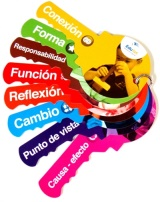 Conexión
Forma
Responsabilidad
Función
Reflexión
Cambio
Punto de vista
Causa - efecto